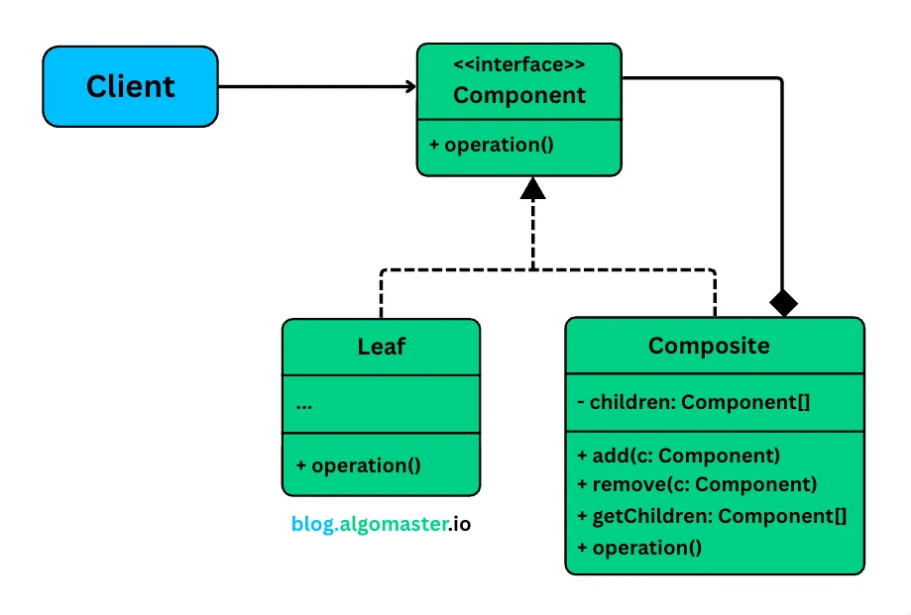 Client
<<interface>>
Component
+ operation()
Leaf
...
+ operation()
Composite
- children: Component[]
+ add(c: Component)
+ remove(c: Component)
+ getChildren: Component[]
+ operation()
blog.algomaster.io